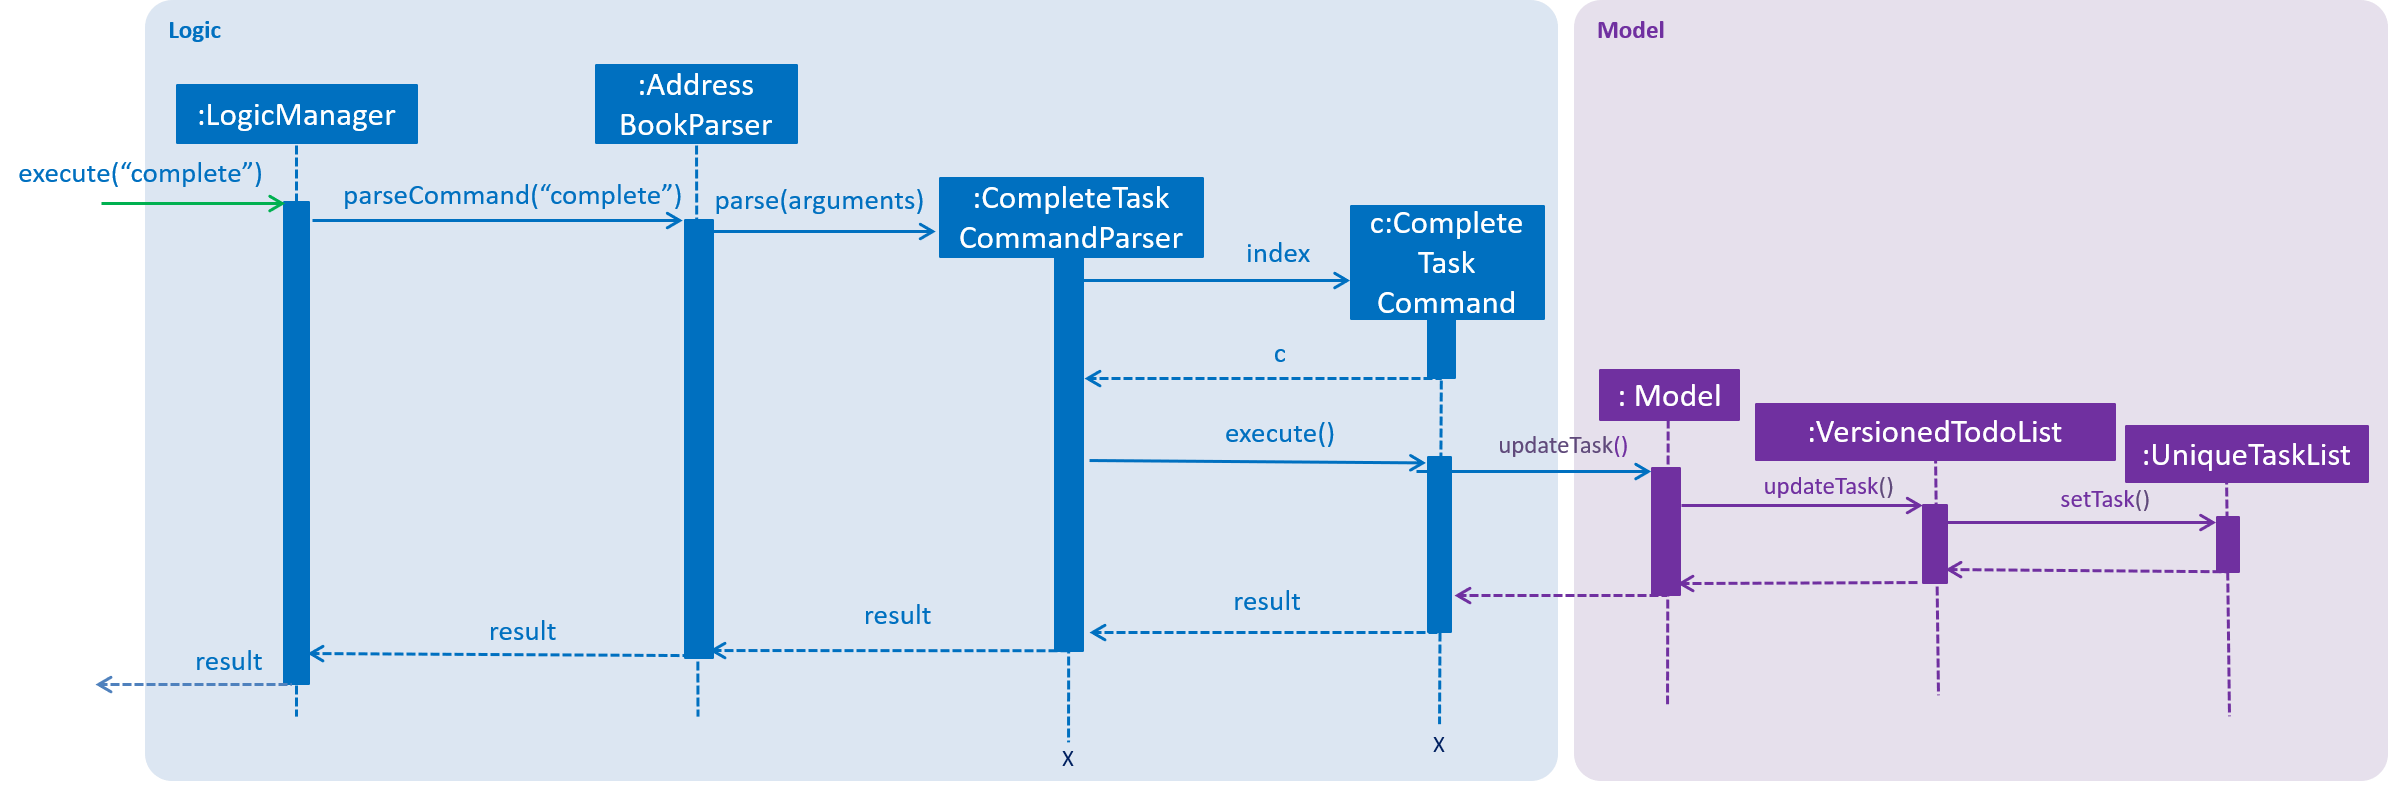 Logic
Model
:LogicManager
:Address
BookParser
execute(“complete”)
parseCommand(“complete”)
parse(arguments)
:CompleteTask
CommandParser
c:Complete
Task
Command
index
c
execute()
updateTask()
: Model
:VersionedTodoList
:UniqueTaskList
updateTask()
setTask()
result
result
result
result
X
X